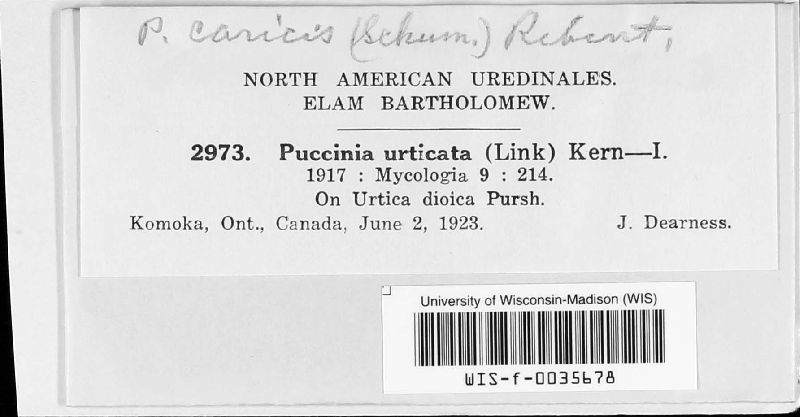 P. caricis (Schum.) Rebent.
NORTH AMERICAN UREDINALES.
ELAM BARTHOLOMEW.
2973. Puccinia urticata (Link) Kern—I.
1917 : Mycologia 9 : 214.
On Urtica dioica Pursh.
Komoka, Ont., Canada, June 2, 1923. J. Dearness.
University of Wisconsin-Madison (WIS)
WIS-f-0035678